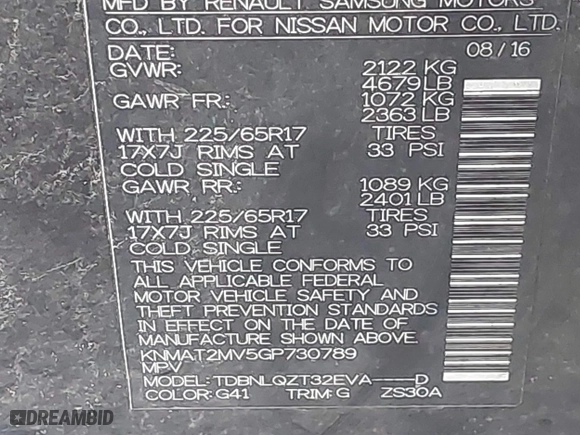 MFD BY RENAULT SAMSUNG MOTORS
CO., LTD. FOR NISSAN MOTOR CO., LTD.
DATE: 08/16
GVWR: 2122 KG
4679 LB
GAWR FR: 1072 KG
2363 LB
WITH 225/65R17 TIRES
17X7J RIMS AT 33 PSI
COLD SINGLE
GAWR RR: 1089 KG
2401 LB
WITH 225/65R17 TIRES
17X7J RIMS AT 33 PSI
COLD SINGLE
THIS VEHICLE CONFORMS TO
ALL APPLICABLE FEDERAL
MOTOR VEHICLE SAFETY AND
THEFT PREVENTION STANDARDS
IN EFFECT ON THE DATE OF
MANUFACTURE SHOWN ABOVE.
KNMAT2MV5GP730789
MPV
MODEL: TDBNLQZT32EVA----D
COLOR: G41 TRIM: G ZS30A
AUTOHELPERBOT.COM
AutoHelperBot.com